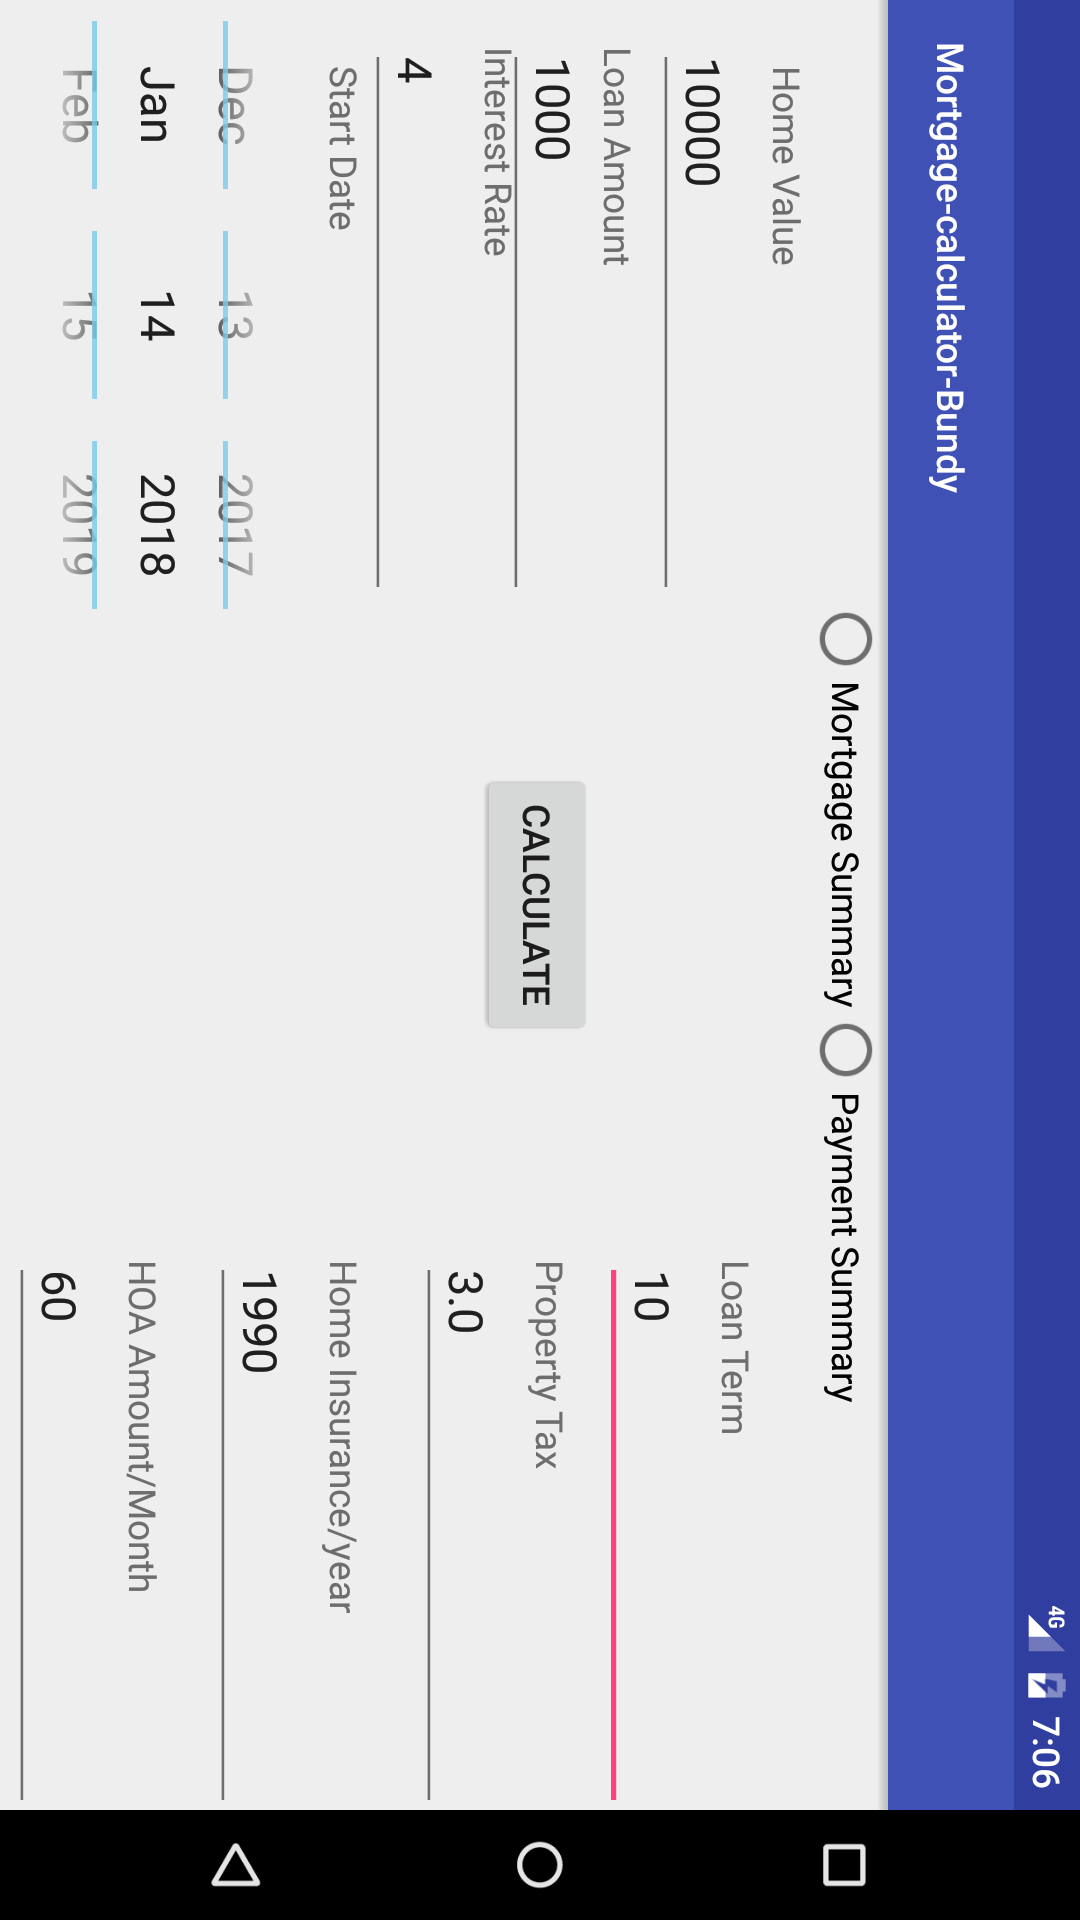 4G 7:06
Mortgage-calculator-Bundy
Mortgage Summary Payment Summary
Home Value
10000
Loan Amount
1000
Interest Rate
4
Start Date
Dec 13 2017
Jan 14 2018
Feb 15 2019
CALCULATE
Loan Term
10
Property Tax
3.0
Home Insurance/year
1990
HOA Amount/Month
60